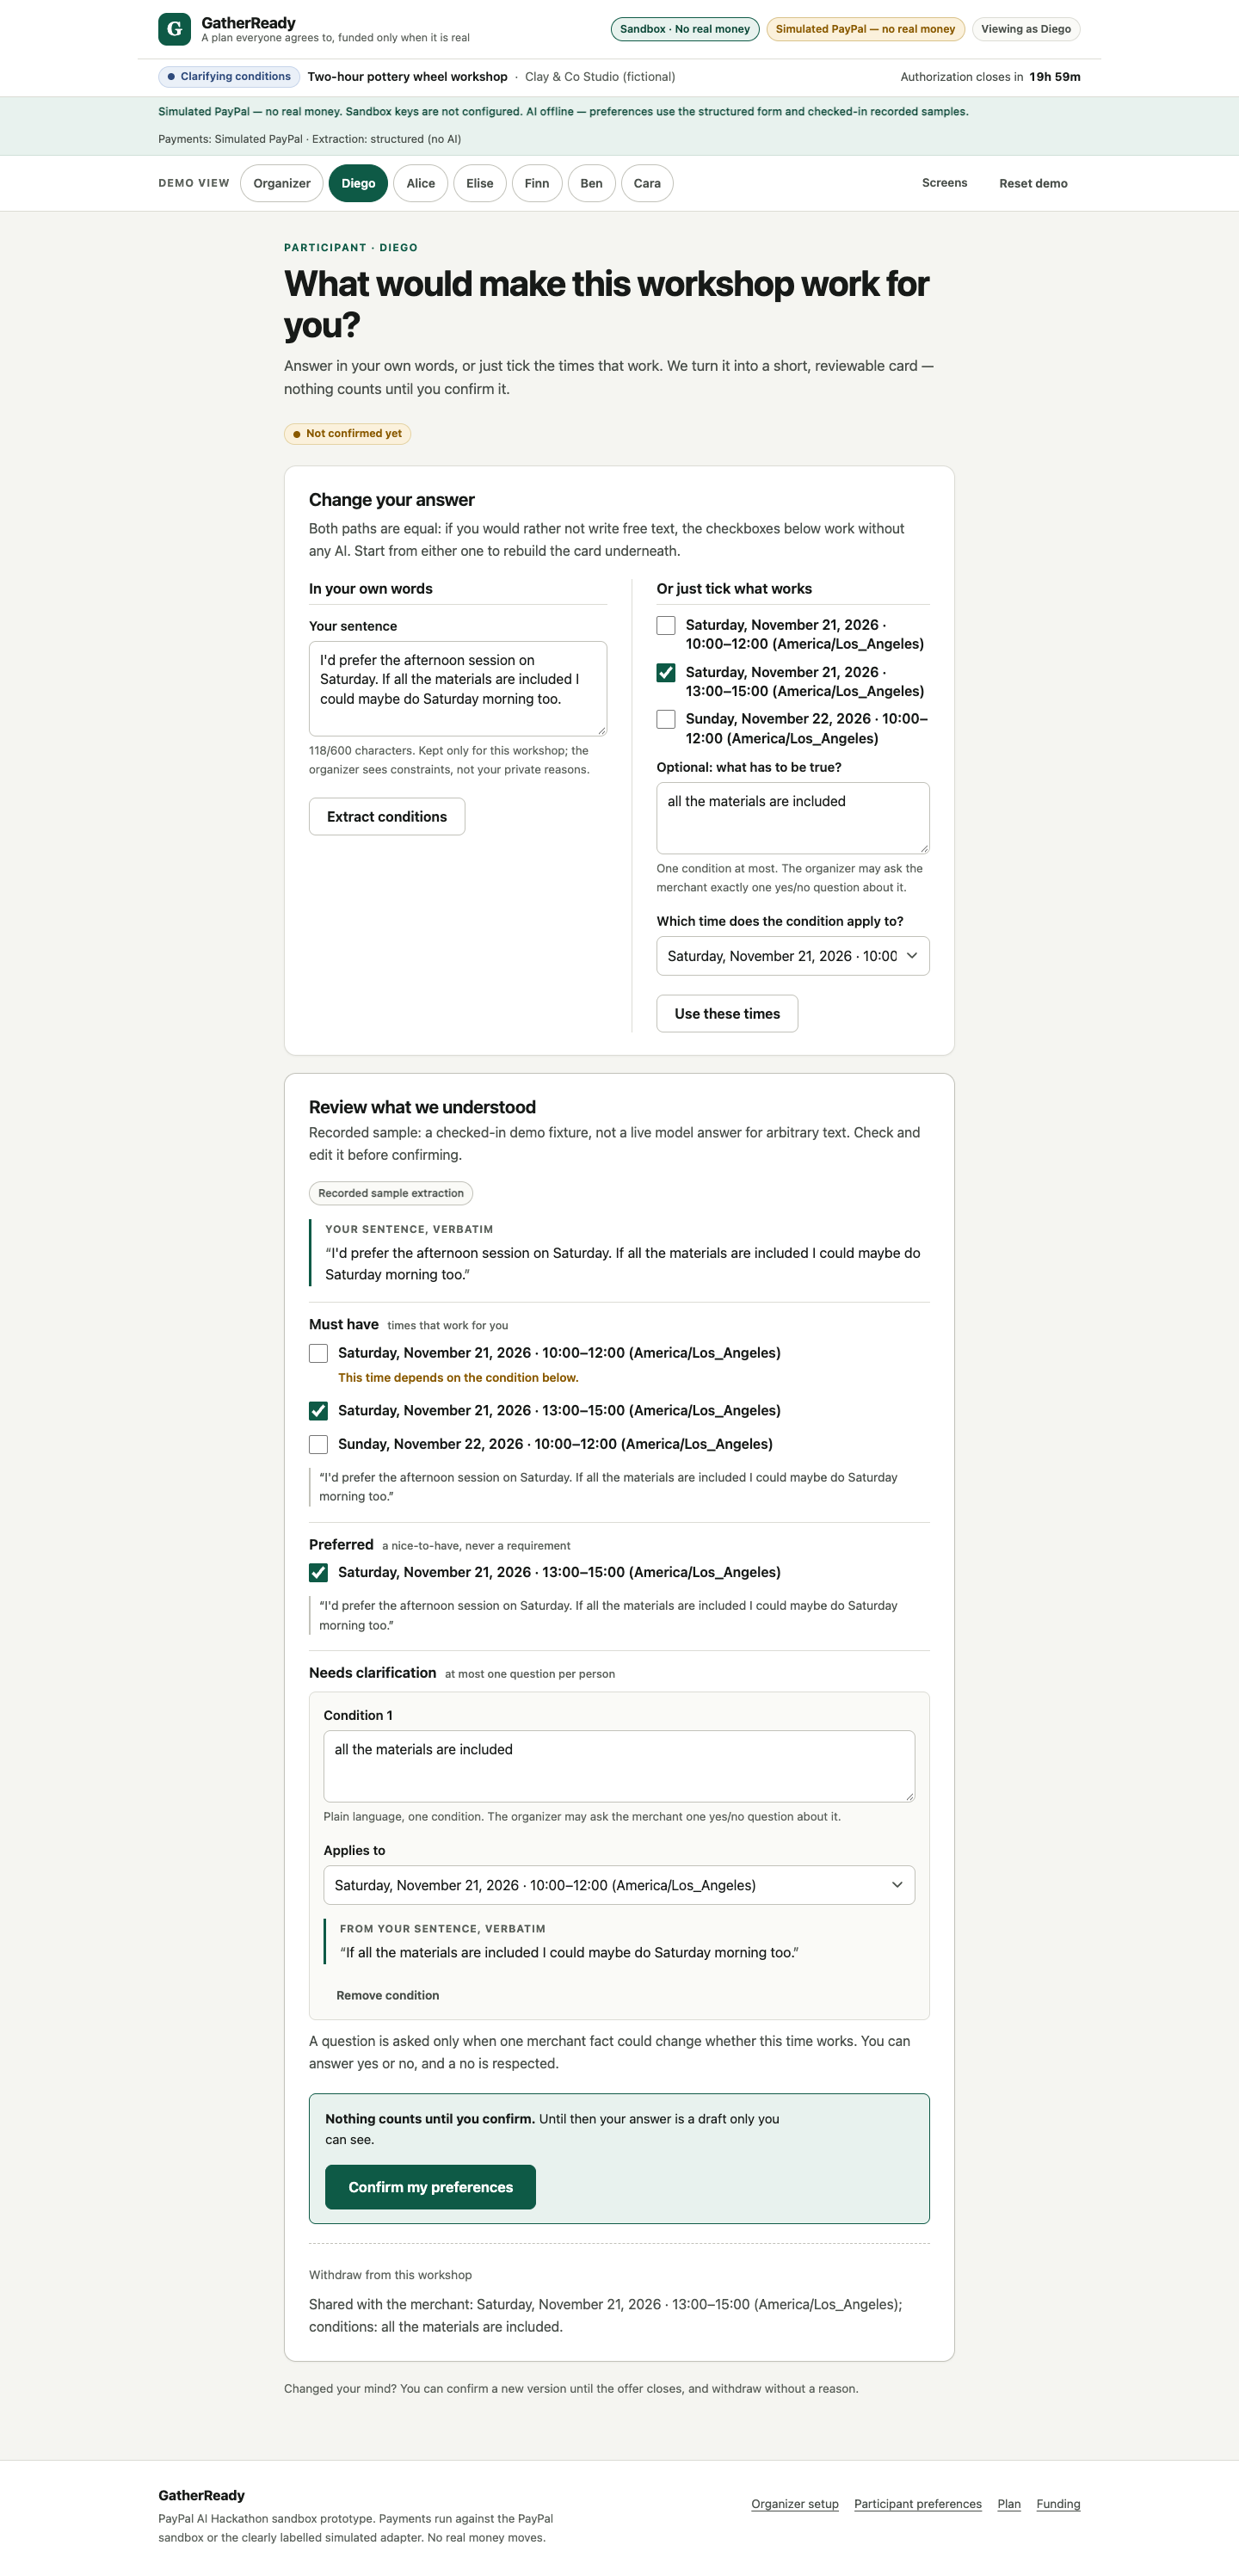 G
GatherReady
A plan everyone agrees to, funded only when it is real
Sandbox · No real money
Simulated PayPal — no real money
Viewing as Diego
Clarifying conditions
Two-hour pottery wheel workshop · Clay & Co Studio (fictional)
Authorization closes in 19h 59m
Simulated PayPal — no real money. Sandbox keys are not configured. AI offline — preferences use the structured form and checked-in recorded samples.
Payments: Simulated PayPal · Extraction: structured (no AI)
DEMO VIEW
Organizer
Diego
Alice
Elise
Finn
Ben
Cara
Screens
Reset demo
PARTICIPANT · DIEGO
What would make this workshop work for
you?
Answer in your own words, or just tick the times that work. We turn it into a short, reviewable card —
nothing counts until you confirm it.
Not confirmed yet
Change your answer
Both paths are equal: if you would rather not write free text, the checkboxes below work without
any AI. Start from either one to rebuild the card underneath.
In your own words
Your sentence
I'd prefer the afternoon session on
Saturday. If all the materials are included I
could maybe do Saturday morning too.
118/600 characters. Kept only for this workshop; the
organizer sees constraints, not your private reasons.
Extract conditions
Or just tick what works
Saturday, November 21, 2026 ·
10:00–12:00 (America/Los_Angeles)
Saturday, November 21, 2026 ·
13:00–15:00 (America/Los_Angeles)
Sunday, November 22, 2026 · 10:00–
12:00 (America/Los_Angeles)
Optional: what has to be true?
all the materials are included
One condition at most. The organizer may ask the
merchant exactly one yes/no question about it.
Which time does the condition apply to?
Saturday, November 21, 2026 · 10:00
Use these times
Review what we understood
Recorded sample: a checked-in demo fixture, not a live model answer for arbitrary text. Check and
edit it before confirming.
Recorded sample extraction
YOUR SENTENCE, VERBATIM
“I'd prefer the afternoon session on Saturday. If all the materials are included I could maybe do
Saturday morning too.”
Must have times that work for you
Saturday, November 21, 2026 · 10:00–12:00 (America/Los_Angeles)
This time depends on the condition below.
Saturday, November 21, 2026 · 13:00–15:00 (America/Los_Angeles)
Sunday, November 22, 2026 · 10:00–12:00 (America/Los_Angeles)
“I'd prefer the afternoon session on Saturday. If all the materials are included I could maybe do Saturday
morning too.”
Preferred a nice-to-have, never a requirement
Saturday, November 21, 2026 · 13:00–15:00 (America/Los_Angeles)
“I'd prefer the afternoon session on Saturday. If all the materials are included I could maybe do Saturday
morning too.”
Needs clarification at most one question per person
Condition 1
all the materials are included
Plain language, one condition. The organizer may ask the merchant one yes/no question about it.
Applies to
Saturday, November 21, 2026 · 10:00–12:00 (America/Los_Angeles)
FROM YOUR SENTENCE, VERBATIM
“If all the materials are included I could maybe do Saturday morning too.”
Remove condition
A question is asked only when one merchant fact could change whether this time works. You can
answer yes or no, and a no is respected.
Nothing counts until you confirm. Until then your answer is a draft only you
can see.
Confirm my preferences
Withdraw from this workshop
Shared with the merchant: Saturday, November 21, 2026 · 13:00–15:00 (America/Los_Angeles);
conditions: all the materials are included.
Changed your mind? You can confirm a new version until the offer closes, and withdraw without a reason.
GatherReady
PayPal AI Hackathon sandbox prototype. Payments run against the PayPal
sandbox or the clearly labelled simulated adapter. No real money moves.
Organizer setup
Participant preferences
Plan
Funding